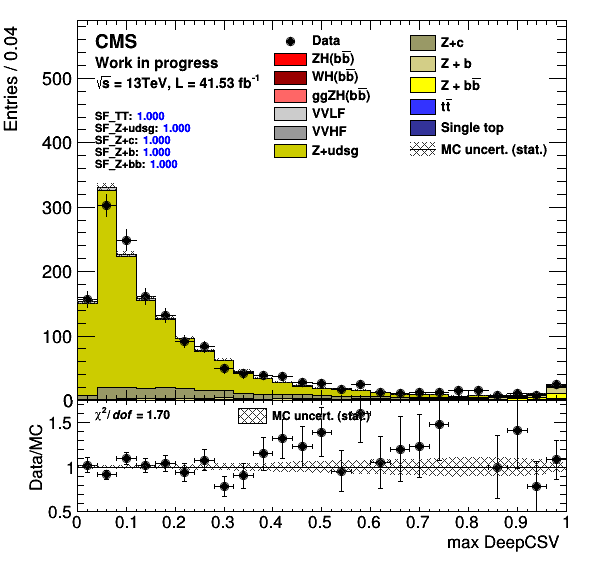 CMS
Work in progress
√s = 13TeV, L = 41.53 fb⁻¹
SF_TT: 1.000
SF_Z+udsg: 1.000
SF_Z+c: 1.000
SF_Z+b: 1.000
SF_Z+bb: 1.000
Data
ZH(bb̅)
WH(bb̅)
ggZH(bb̅)
VVLF
VVHF
Z+udsg
Z+c
Z + b
Z + bb̅
tt̅
Single top
MC uncert. (stat.)
Entries / 0.04
500
400
300
200
100
0
χ²/ dof = 1.70
MC uncert. (stat.)
Data/MC
1.5
1
0.5
0 0.1 0.2 0.3 0.4 0.5 0.6 0.7 0.8 0.9 1
max DeepCSV